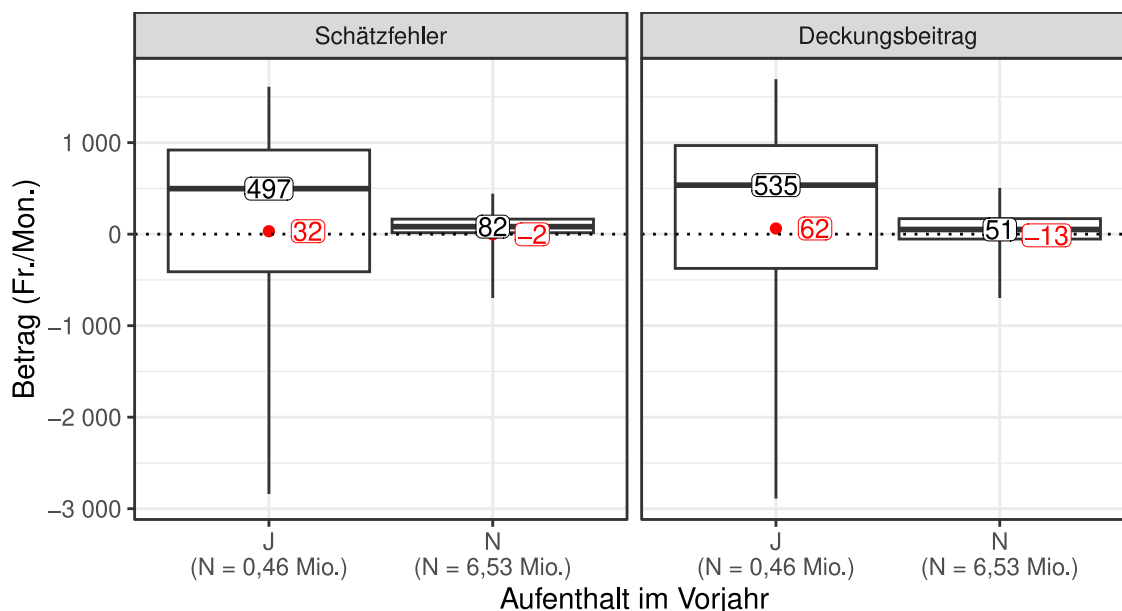 Schätzfehler
Deckungsbeitrag
Betrag (Fr./Mon.)
1 000
0
−1 000
−2 000
−3 000
497
32
82
−2
535
62
51
−13
J
(N = 0,46 Mio.)
N
(N = 6,53 Mio.)
J
(N = 0,46 Mio.)
N
(N = 6,53 Mio.)
Aufenthalt im Vorjahr